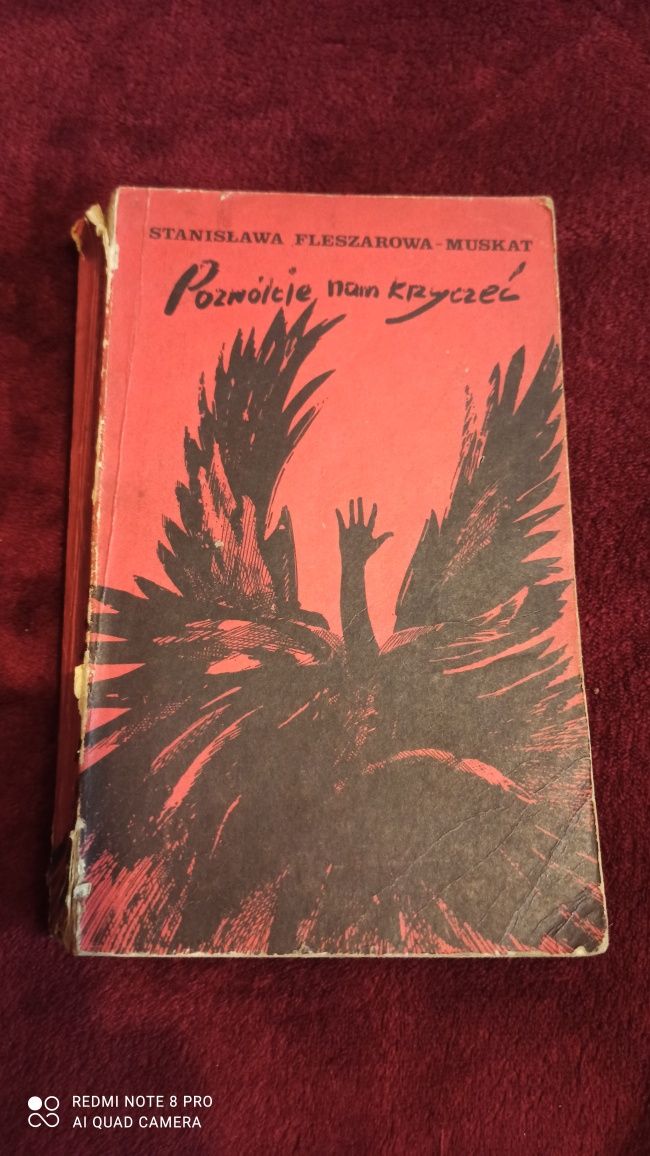 STANISŁAWA FLESZAROWA-MUSKAT
Pozwólcie nam krzyczeć
REDMI NOTE 8 PRO
AI QUAD CAMERA